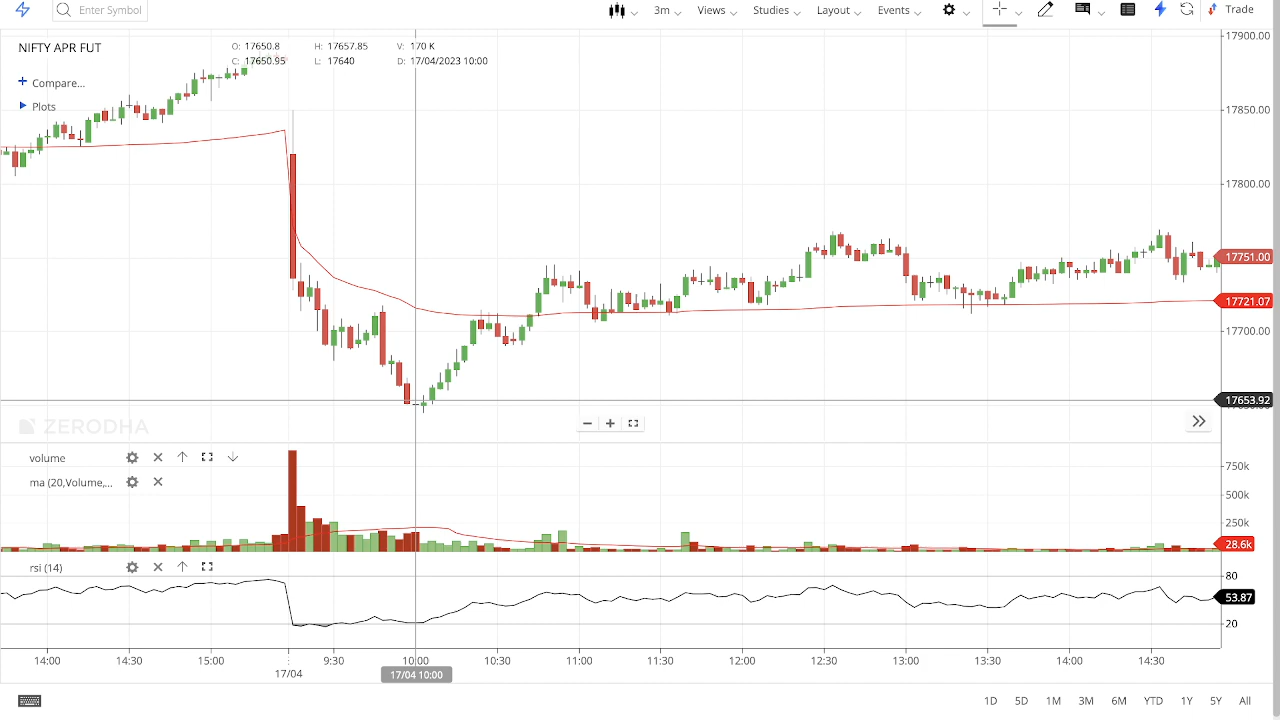 Enter Symbol 3m Views Studies Layout Events Trade
NIFTY APR FUT
O: 17650.8 H: 17657.85 V: 170 K
C: 17650.95 L: 17640 D: 17/04/2023 10:00
Compare...
Plots
17900.00
17850.00
17800.00
17751.00
17721.07
17700.00
17653.92
ZERODHA
volume
ma (20,Volume,...
750k
500k
250k
28.6k
rsi (14)
80
53.87
20
14:00 14:30 15:00 9:30 10:00 10:30 11:00 11:30 12:00 12:30 13:00 13:30 14:00 14:30
17/04 17/04 10:00
1D 5D 1M 3M 6M YTD 1Y 5Y All